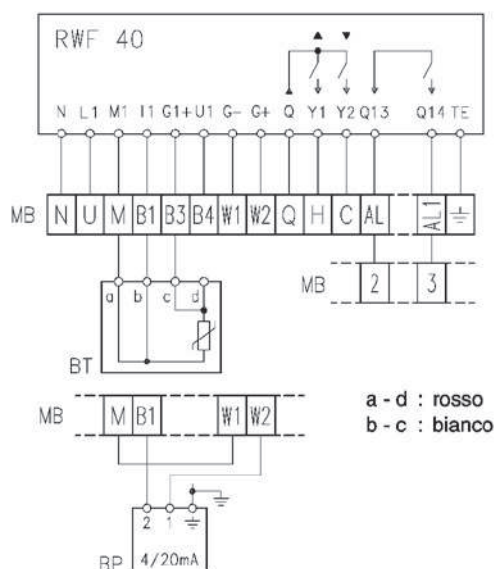 RWF 40
N L1 M1 I1 G1+ U1 G- G+ Q Y1 Y2 Q13 Q14 TE
MB N U M B1 B3 B4 W1 W2 Q H C AL AL1
MB 2 3
a b c d
BT
a - d : rosso
b - c : bianco
MB M B1 W1 W2
2 1
BP 4/20mA